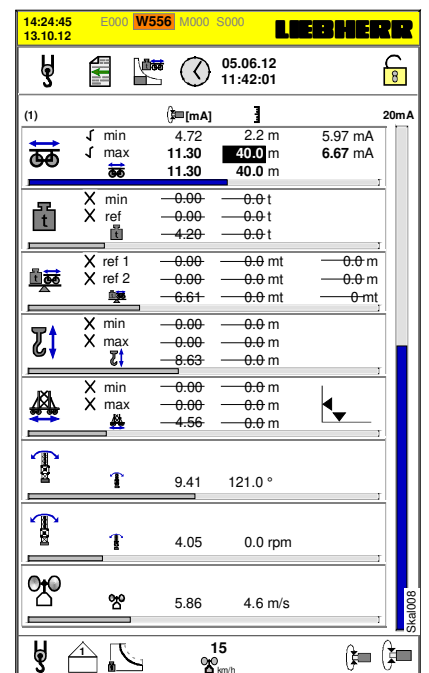 14:24:45 E000 W556 M000 S000 LIEBHERR
13.10.12
05.06.12
11:42:01
(1) [mA] 20mA
min 4.72 2.2 m 5.97 mA
max 11.30 40.0 m 6.67 mA
11.30 40.0 m
X min 0.00 0.0 t
t X ref 0.00 0.0 t
t 4.20 0.0 t
X ref 1 0.00 0.0 mt 0.0 m
t X ref 2 0.00 0.0 mt 0.0 m
6.61 0.0 mt 0 mt
X min 0.00 0.0 m
X max 0.00 0.0 m
8.63 0.0 m
X min 0.00 0.0 m
X max 0.00 0.0 m
4.56 0.0 m
9.41 121.0 °
4.05 0.0 rpm
5.86 4.6 m/s
Skal008
1 15
km/h